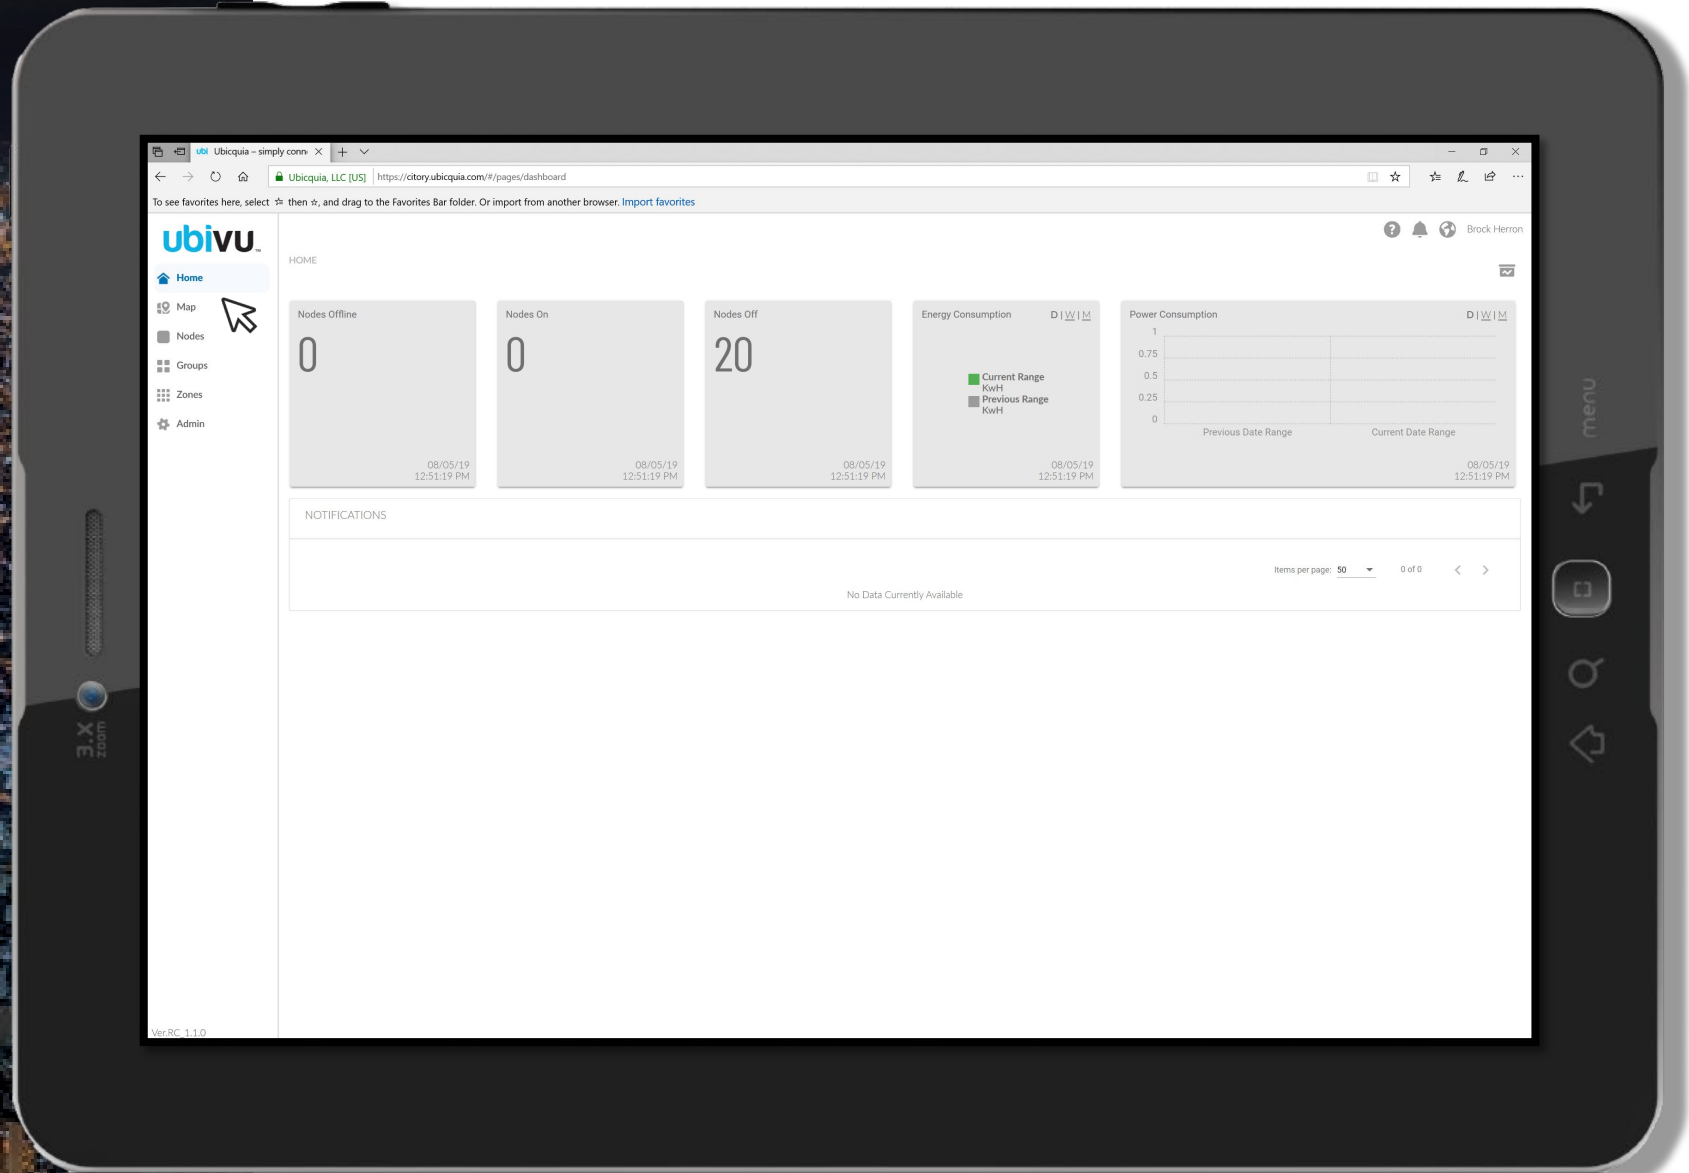 ubi Ubicquia – simply conn
Ubicquia, LLC [US] https://citory.ubicquia.com/#/pages/dashboard
To see favorites here, select ☆ then ☆, and drag to the Favorites Bar folder. Or import from another browser. Import favorites
ubivu™
Brock Herron
HOME
Home
Map
Nodes
Groups
Zones
Admin
Nodes Offline
0
08/05/19
12:51:19 PM
Nodes On
0
08/05/19
12:51:19 PM
Nodes Off
20
08/05/19
12:51:19 PM
Energy Consumption D | W | M
Current Range
KwH
Previous Range
KwH
08/05/19
12:51:19 PM
Power Consumption D | W | M
1
0.75
0.5
0.25
0
Previous Date Range Current Date Range
08/05/19
12:51:19 PM
NOTIFICATIONS
Items per page: 50 0 of 0
No Data Currently Available
Ver.RC_1.1.0
menu
3.X
zoom